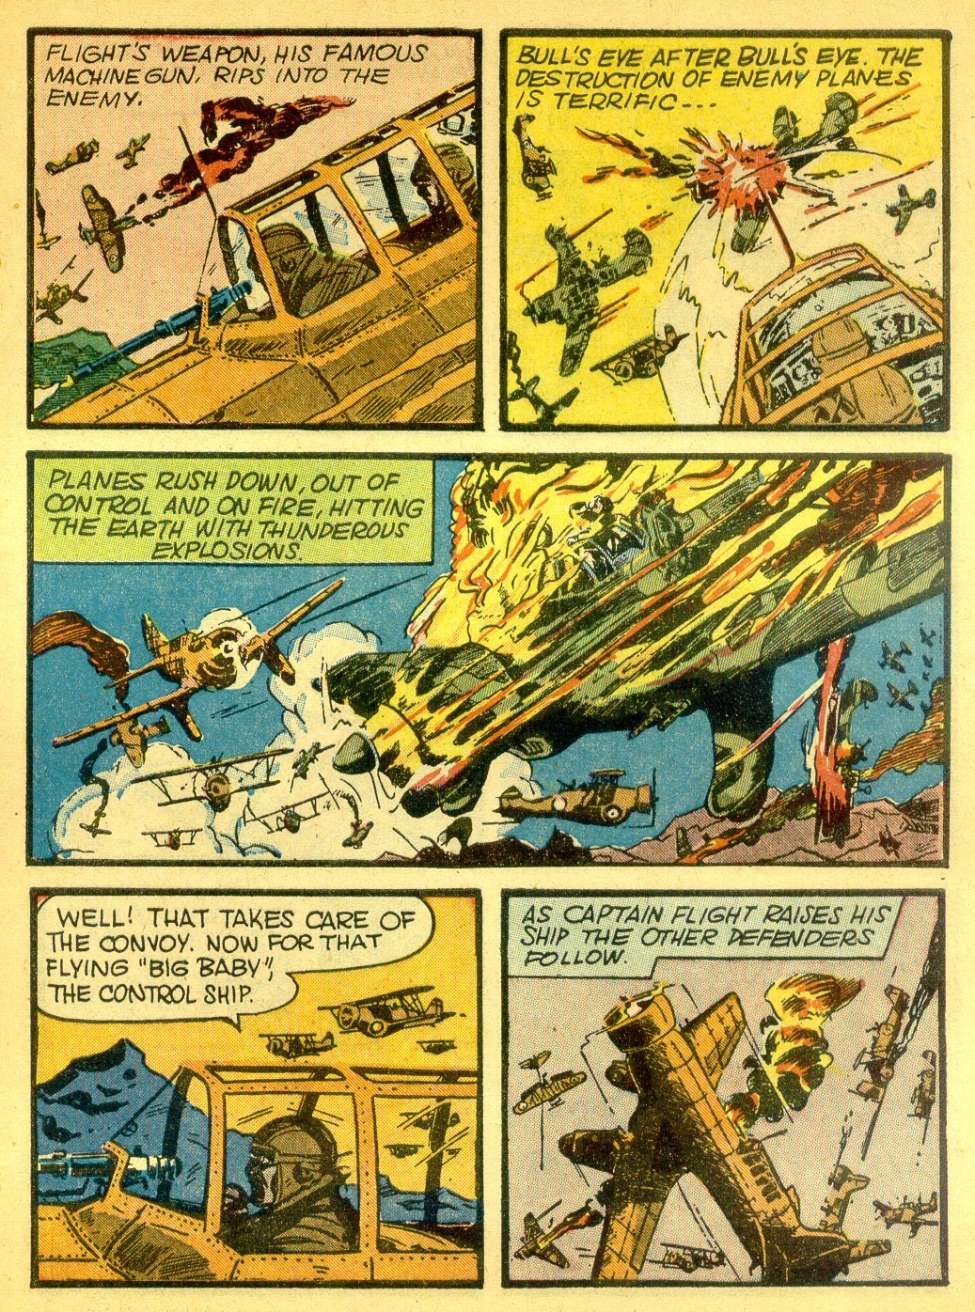 FLIGHT'S WEAPON, HIS FAMOUS
MACHINE GUN, RIPS INTO THE
ENEMY.
BULL'S EYE AFTER BULL'S EYE. THE
DESTRUCTION OF ENEMY PLANES
IS TERRIFIC---
PLANES RUSH DOWN, OUT OF
CONTROL AND ON FIRE, HITTING
THE EARTH WITH THUNDEROUS
EXPLOSIONS.
WELL! THAT TAKES CARE OF
THE CONVOY. NOW FOR THAT
FLYING "BIG BABY",
THE CONTROL SHIP.
AS CAPTAIN FLIGHT RAISES HIS
SHIP THE OTHER DEFENDERS
FOLLOW.